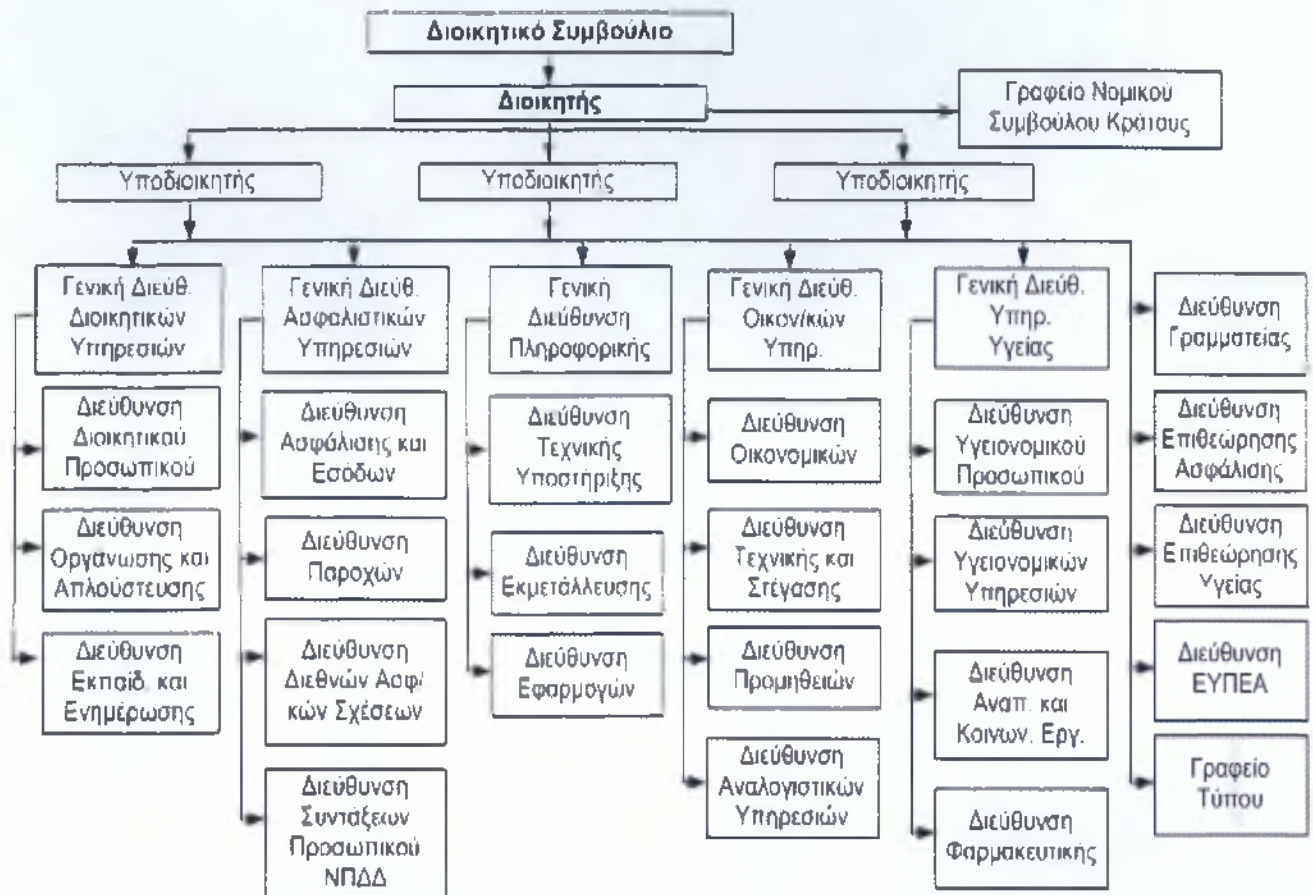 Διοικητικό Συμβούλιο
Διοικητής
Γραφείο Νομικού
Συμβούλου Κράτους
Υποδιοικητής
Υποδιοικητής
Υποδιοικητής
Γενική Διεύθ.
Διοικητικών
Υπηρεσιών
Διεύθυνση
Διοικητικού
Προσωπικού
Διεύθυνση
Οργάνωσης και
Απλούστευσης
Διεύθυνση
Εκπαίδ. και
Ενημέρωσης
Γενική Διεύθ.
Ασφαλιστικών
Υπηρεσιών
Διεύθυνση
Ασφάλισης και
Εσόδων
Διεύθυνση
Παροχών
Διεύθυνση
Διεθνών Ασφ/
κών Σχέσεων
Διεύθυνση
Συντάξεων
Προσωπικού
ΝΠΔΔ
Γενική
Διεύθυνση
Πληροφορικής
Διεύθυνση
Τεχνικής
Υποστήριξης
Διεύθυνση
Εκμετάλλευσης
Διεύθυνση
Εφαρμογών
Γενική Διεύθ.
Οικον/κών
Υπηρ.
Διεύθυνση
Οικονομικών
Διεύθυνση
Τεχνικής και
Στέγασης
Διεύθυνση
Προμηθειών
Διεύθυνση
Αναλογιστικών
Υπηρεσιών
Γενική Διεύθ.
Υπηρ.
Υγείας
Διεύθυνση
Υγειονομικού
Προσωπικού
Διεύθυνση
Υγειονομικών
Υπηρεσιών
Διεύθυνση
Αναπ. και
Κοινων. Εργ.
Διεύθυνση
Φαρμακευτικής
Διεύθυνση
Γραμματείας
Διεύθυνση
Επιθεώρησης
Ασφάλισης
Διεύθυνση
Επιθεώρησης
Υγείας
Διεύθυνση
ΕΥΠΕΑ
Γραφείο
Τύπου